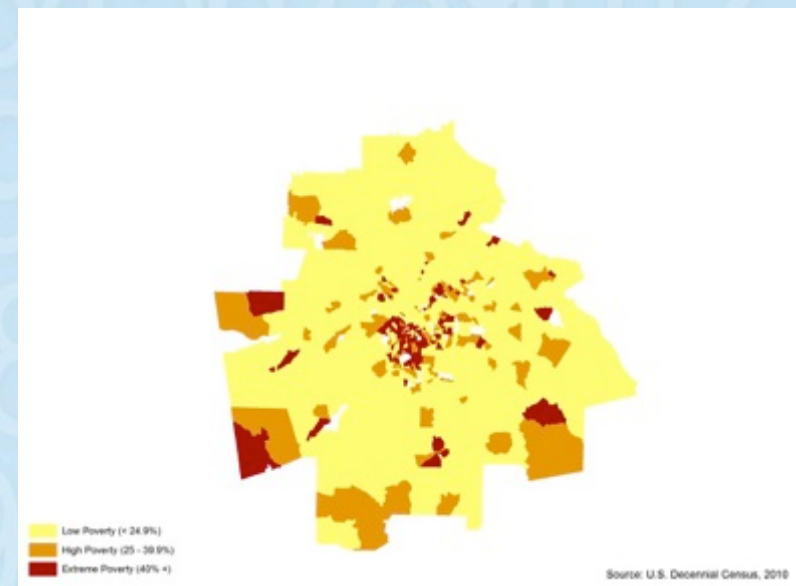 Low Poverty (< 24.9%)
High Poverty (25 - 39.9%)
Extreme Poverty (40% <)
Source: U.S. Decennial Census, 2010